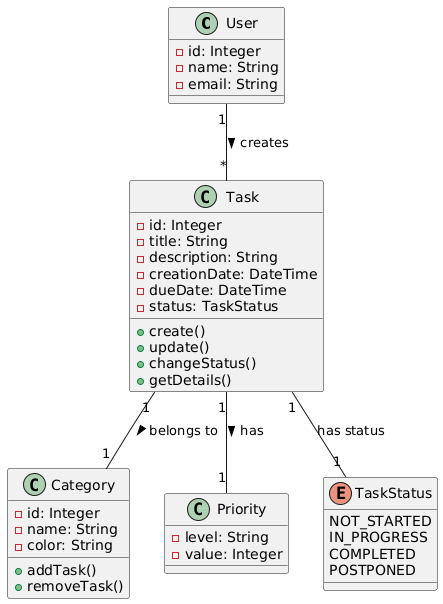 C User
id: Integer
name: String
email: String
1
creates
*
C Task
id: Integer
title: String
description: String
creationDate: DateTime
dueDate: DateTime
status: TaskStatus
create()
update()
changeStatus()
getDetails()
1
1
1
belongs to
has
has status
1
1
1
C Category
id: Integer
name: String
color: String
addTask()
removeTask()
C Priority
level: String
value: Integer
E TaskStatus
NOT_STARTED
IN_PROGRESS
COMPLETED
POSTPONED